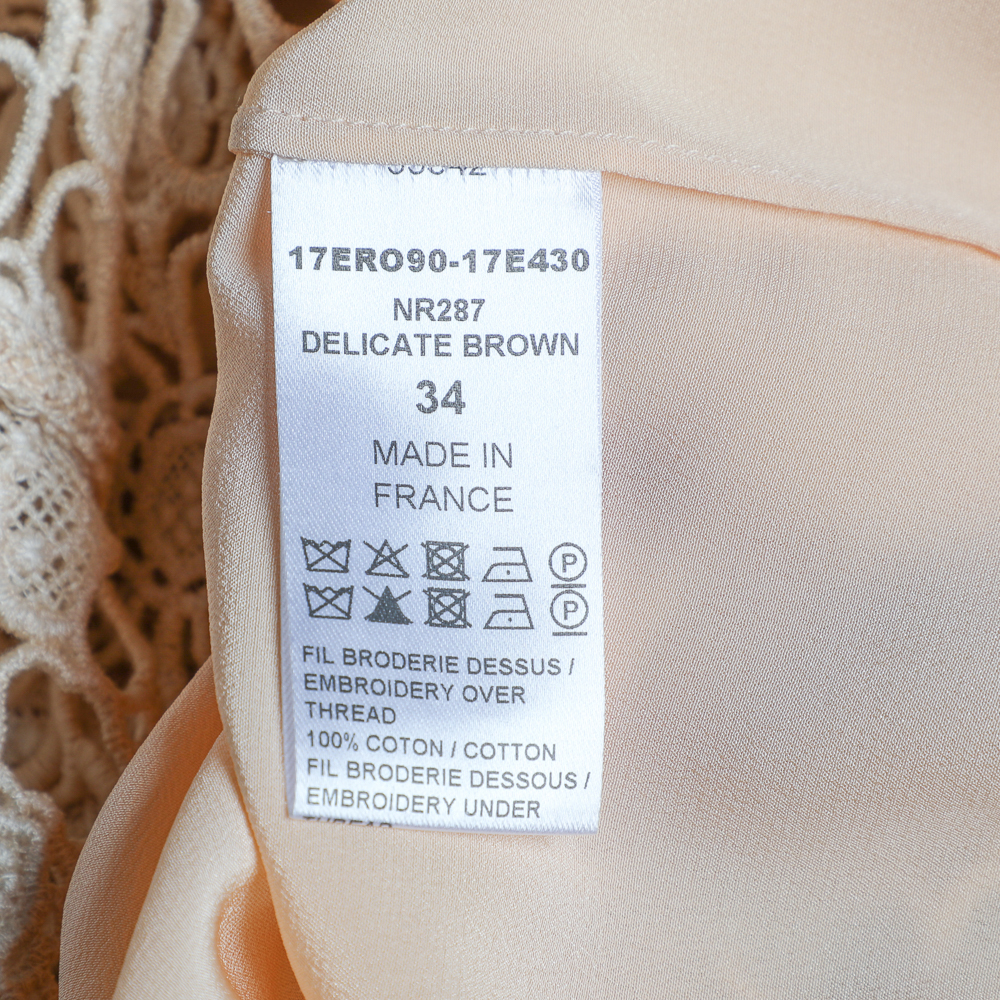 17ERO90-17E430
NR287
DELICATE BROWN
34
MADE IN
FRANCE
P
P
FIL BRODERIE DESSUS /
EMBROIDERY OVER
THREAD
100% COTON / COTTON
FIL BRODERIE DESSOUS /
EMBROIDERY UNDER